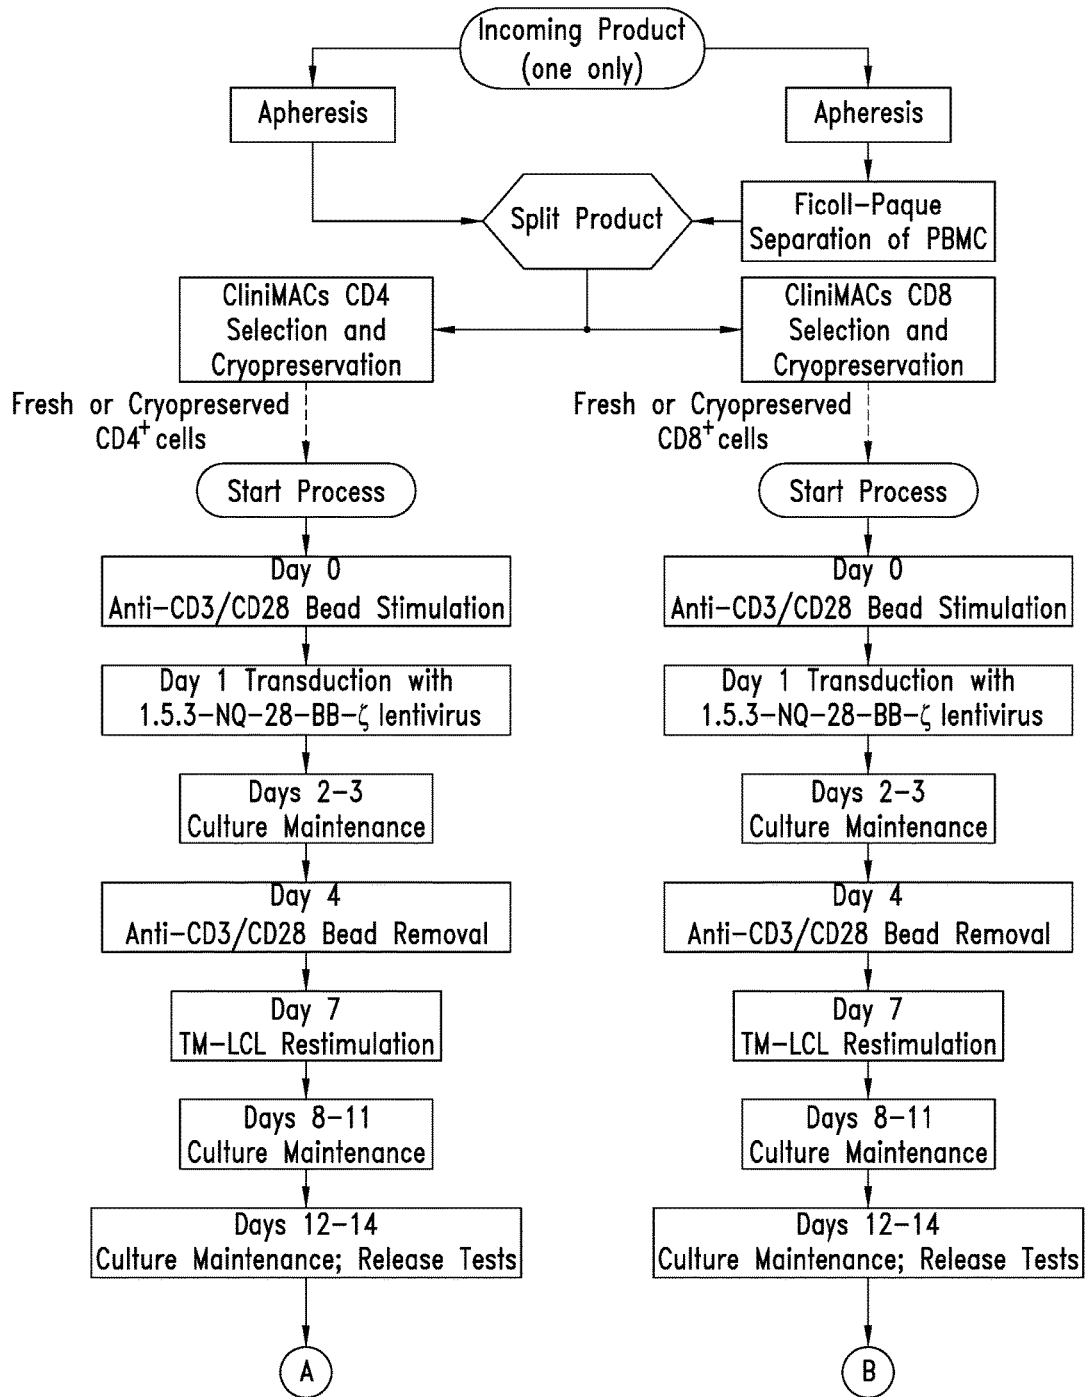 Incoming Product
(one only)
Apheresis
Apheresis
Split Product
Ficoll-Paque
Separation of PBMC
CliniMACs CD4
Selection and
Cryopreservation
CliniMACs CD8
Selection and
Cryopreservation
Fresh or Cryopreserved
CD4⁺ cells
Fresh or Cryopreserved
CD8⁺ cells
Start Process
Start Process
Day 0
Anti-CD3/CD28 Bead Stimulation
Day 0
Anti-CD3/CD28 Bead Stimulation
Day 1 Transduction with
1.5.3-NQ-28-BB-ζ lentivirus
Day 1 Transduction with
1.5.3-NQ-28-BB-ζ lentivirus
Days 2-3
Culture Maintenance
Days 2-3
Culture Maintenance
Day 4
Anti-CD3/CD28 Bead Removal
Day 4
Anti-CD3/CD28 Bead Removal
Day 7
TM-LCL Restimulation
Day 7
TM-LCL Restimulation
Days 8-11
Culture Maintenance
Days 8-11
Culture Maintenance
Days 12-14
Culture Maintenance; Release Tests
Days 12-14
Culture Maintenance; Release Tests
A
B